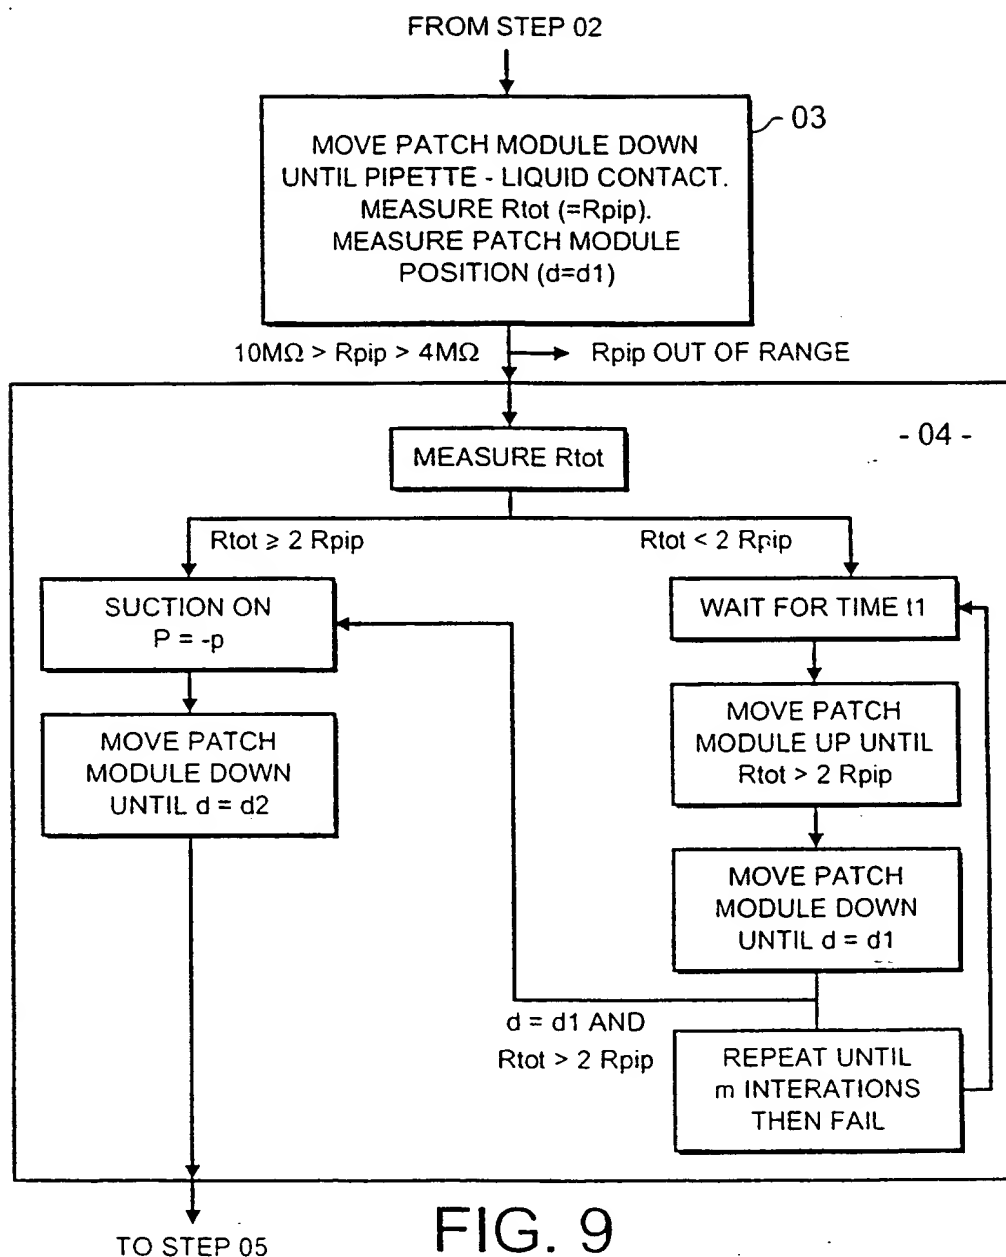 FROM STEP 02
- 03
MOVE PATCH MODULE DOWN
UNTIL PIPETTE - LIQUID CONTACT.
MEASURE Rtot (=Rpip).
MEASURE PATCH MODULE
POSITION (d=d1)
10MΩ > Rpip > 4MΩ
Rpip OUT OF RANGE
- 04 -
MEASURE Rtot
Rtot ⩾ 2 Rpip
Rtot < 2 Rpip
SUCTION ON
P = -p
MOVE PATCH
MODULE DOWN
UNTIL d = d2
WAIT FOR TIME t1
MOVE PATCH
MODULE UP UNTIL
Rtot > 2 Rpip
MOVE PATCH
MODULE DOWN
UNTIL d = d1
d = d1 AND
Rtot > 2 Rpip
REPEAT UNTIL
m INTERATIONS
THEN FAIL
TO STEP 05
FIG. 9